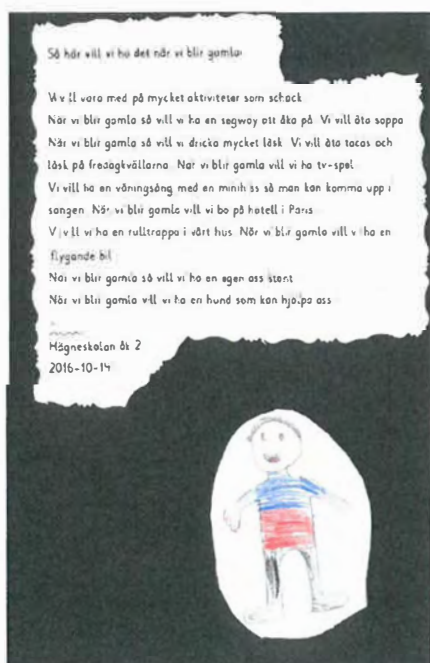 Så här vill vi ha det när vi blir gamla:
Vi vill vara med på mycket aktiviteter som schack
När vi blir gamla så vill vi ha en segway att åka på. Vi vill äta soppa
När vi blir gamla så vill vi dricka mycket läsk. Vi vill äta tacos och
läsk på fredagkvällarna. När vi blir gamla vill vi ha tv-spel
Vi vill ha en våningsäng med en minihiss så man kan komma upp i
sängen. När vi blir gamla vill vi bo på hotell i Paris
Vi vill vi ha en rulltrappa i vårt hus. När vi blir gamla vill vi ha en
flygande bil
När vi blir gamla så vill vi ha en egen
När vi blir gamla vill vi ha en hund som kan hjälpa oss
Hägneskolan åk 2
2016-10-14